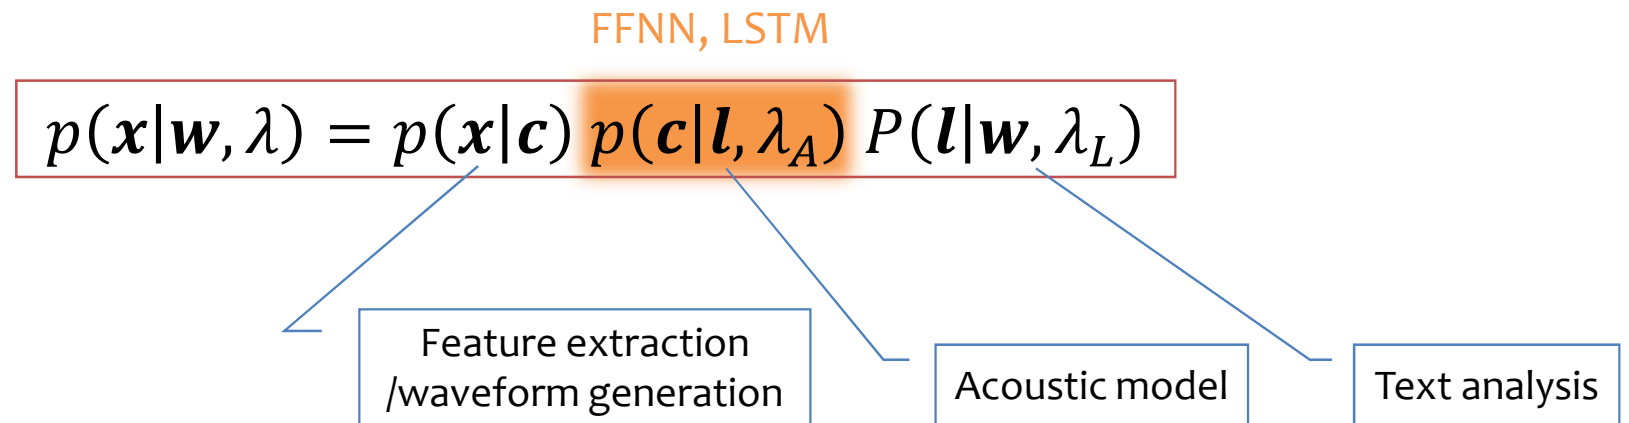 FFNN, LSTM
p(x|w, λ) = p(x|c) p(c|l, λ_A) P(l|w, λ_L)
Feature extraction
/waveform generation
Acoustic model
Text analysis